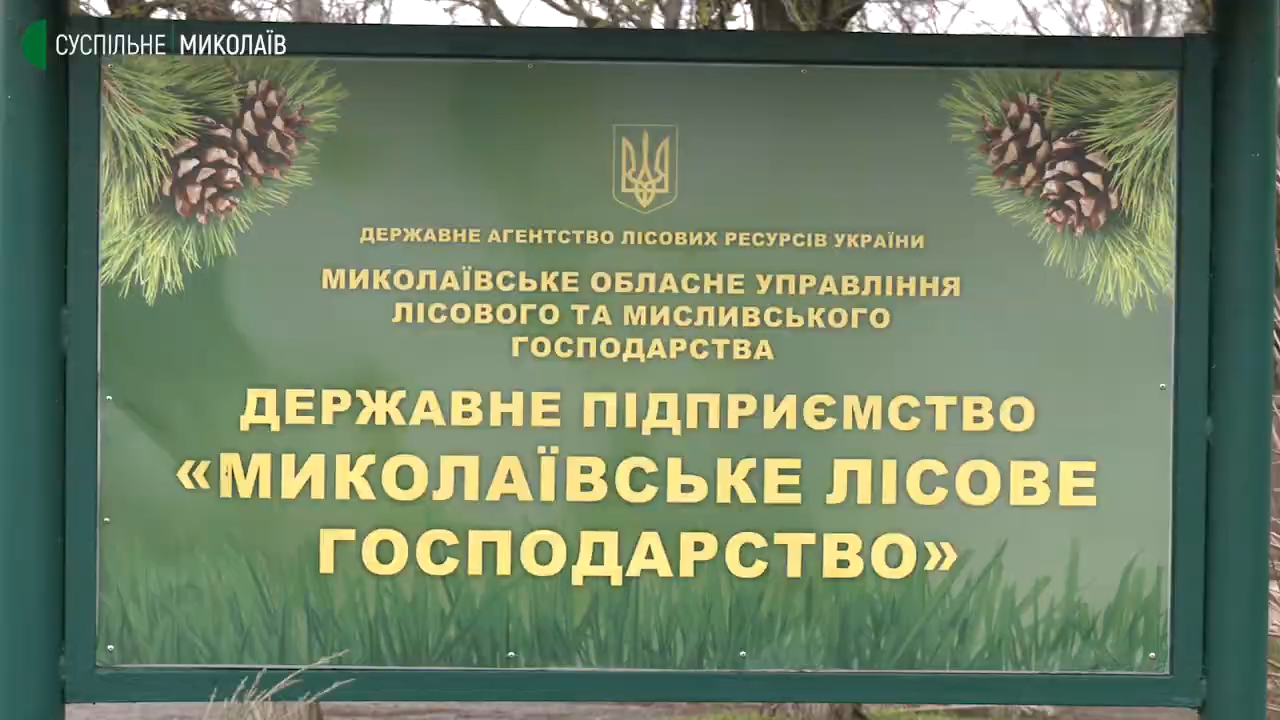 СУСПІЛЬНЕ МИКОЛАЇВ
ДЕРЖАВНЕ АГЕНТСТВО ЛІСОВИХ РЕСУРСІВ УКРАЇНИ
МИКОЛАЇВСЬКЕ ОБЛАСНЕ УПРАВЛІННЯ
ЛІСОВОГО ТА МИСЛИВСЬКОГО
ГОСПОДАРСТВА
ДЕРЖАВНЕ ПІДПРИЄМСТВО
«МИКОЛАЇВСЬКЕ ЛІСОВЕ
ГОСПОДАРСТВО»